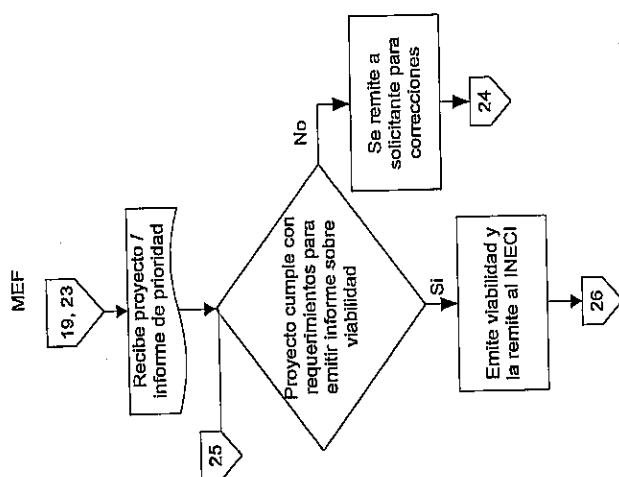 MEF
19, 23
Recibe proyecto /
informe de prioridad
25
Proyecto cumple con
requerimientos para
emitir informe sobre
viabilidad
No
Se remite a
solicitante para
correcciones
24
Si
Emite viabilidad y
la remite al INECI
26